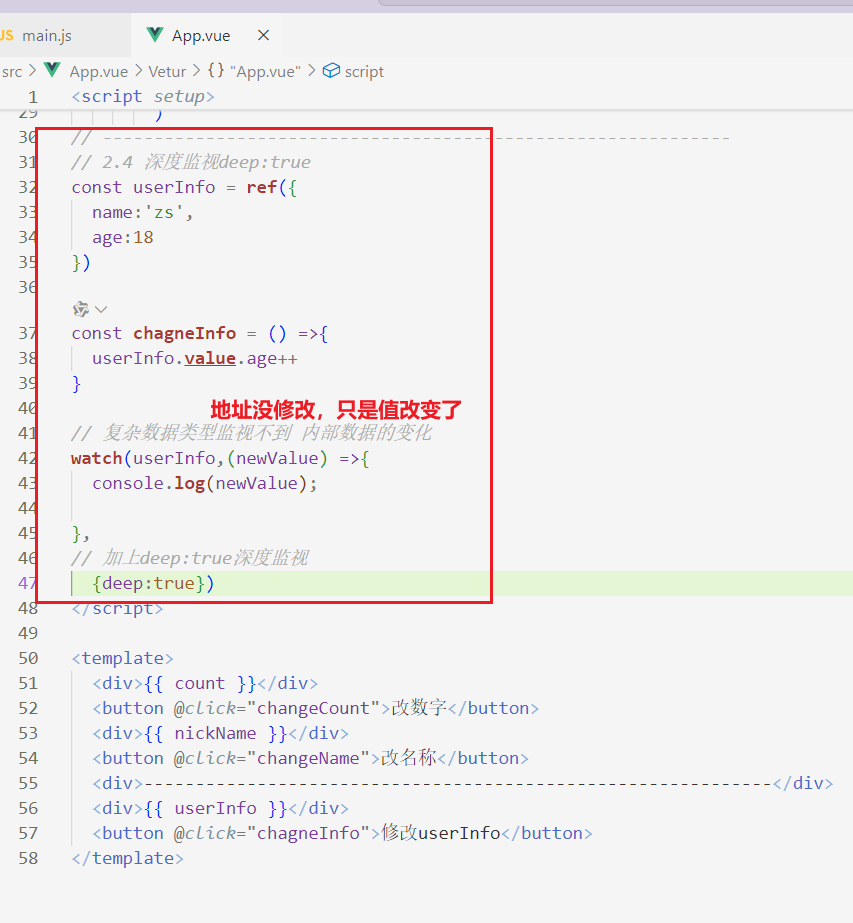 JS main.js App.vue ×
src > App.vue > Vetur > {} "App.vue" > script
1 <script setup>
29 )
30 // -------------------------------------------------------------
31 // 2.4 深度监视deep:true
32 const userInfo = ref({
33 name:'zs',
34 age:18
35 })
36
37 const chagneInfo = () =>{
38 userInfo.value.age++
39 }
40 地址没修改，只是值改变了
41 // 复杂数据类型监视不到 内部数据的变化
42 watch(userInfo,(newValue) =>{
43 console.log(newValue);
44
45 },
46 // 加上deep:true深度监视
47 {deep:true})
48 </script>
49
50 <template>
51 <div>{{ count }}</div>
52 <button @click="changeCount">改数字</button>
53 <div>{{ nickName }}</div>
54 <button @click="changeName">改名称</button>
55 <div>-------------------------------------------------------------</div>
56 <div>{{ userInfo }}</div>
57 <button @click="chagneInfo">修改userInfo</button>
58 </template>